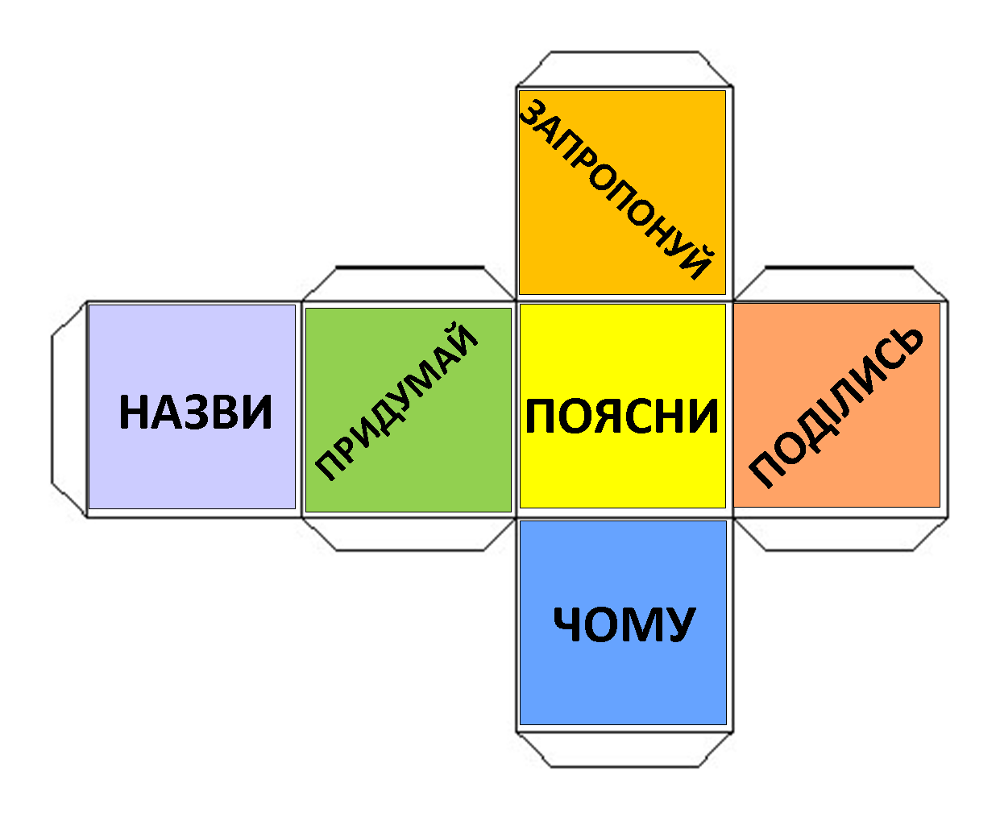 ЗАПРОПОНУЙ
НАЗВИ
ПРИДУМАЙ
ПОЯСНИ
ПОДІЛИСЬ
ЧОМУ